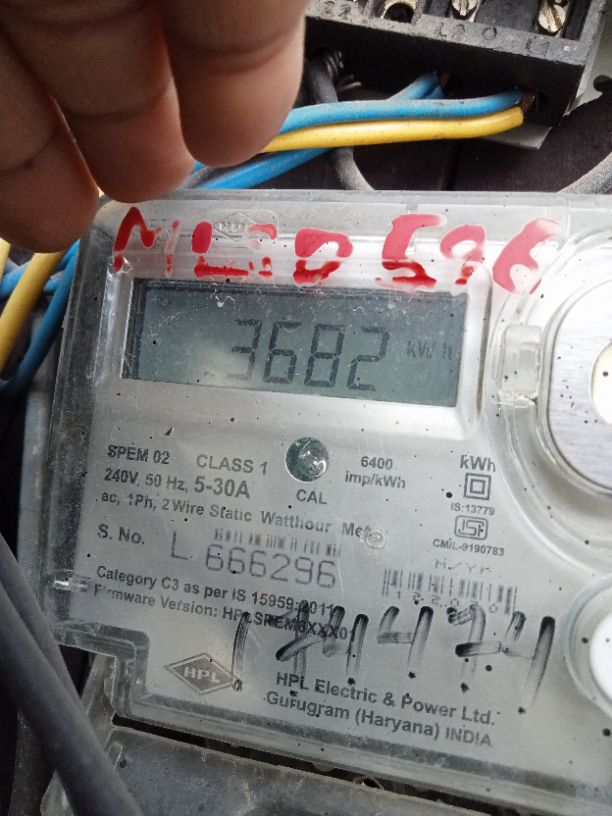 3682 kWh
SPEM 02 CLASS 1
240V, 50 Hz, 5-30A
ac, 1Ph, 2 Wire Static Watthour
CAL
6400
imp/kWh
kWh
IS:13779
CM/L-9190783
M/YR
S. No. L 666296
Category C3 as per IS 15959:2011
Firmware Version:
HPL
HPL Electric & Power Ltd.
Gurugram (Haryana) INDIA